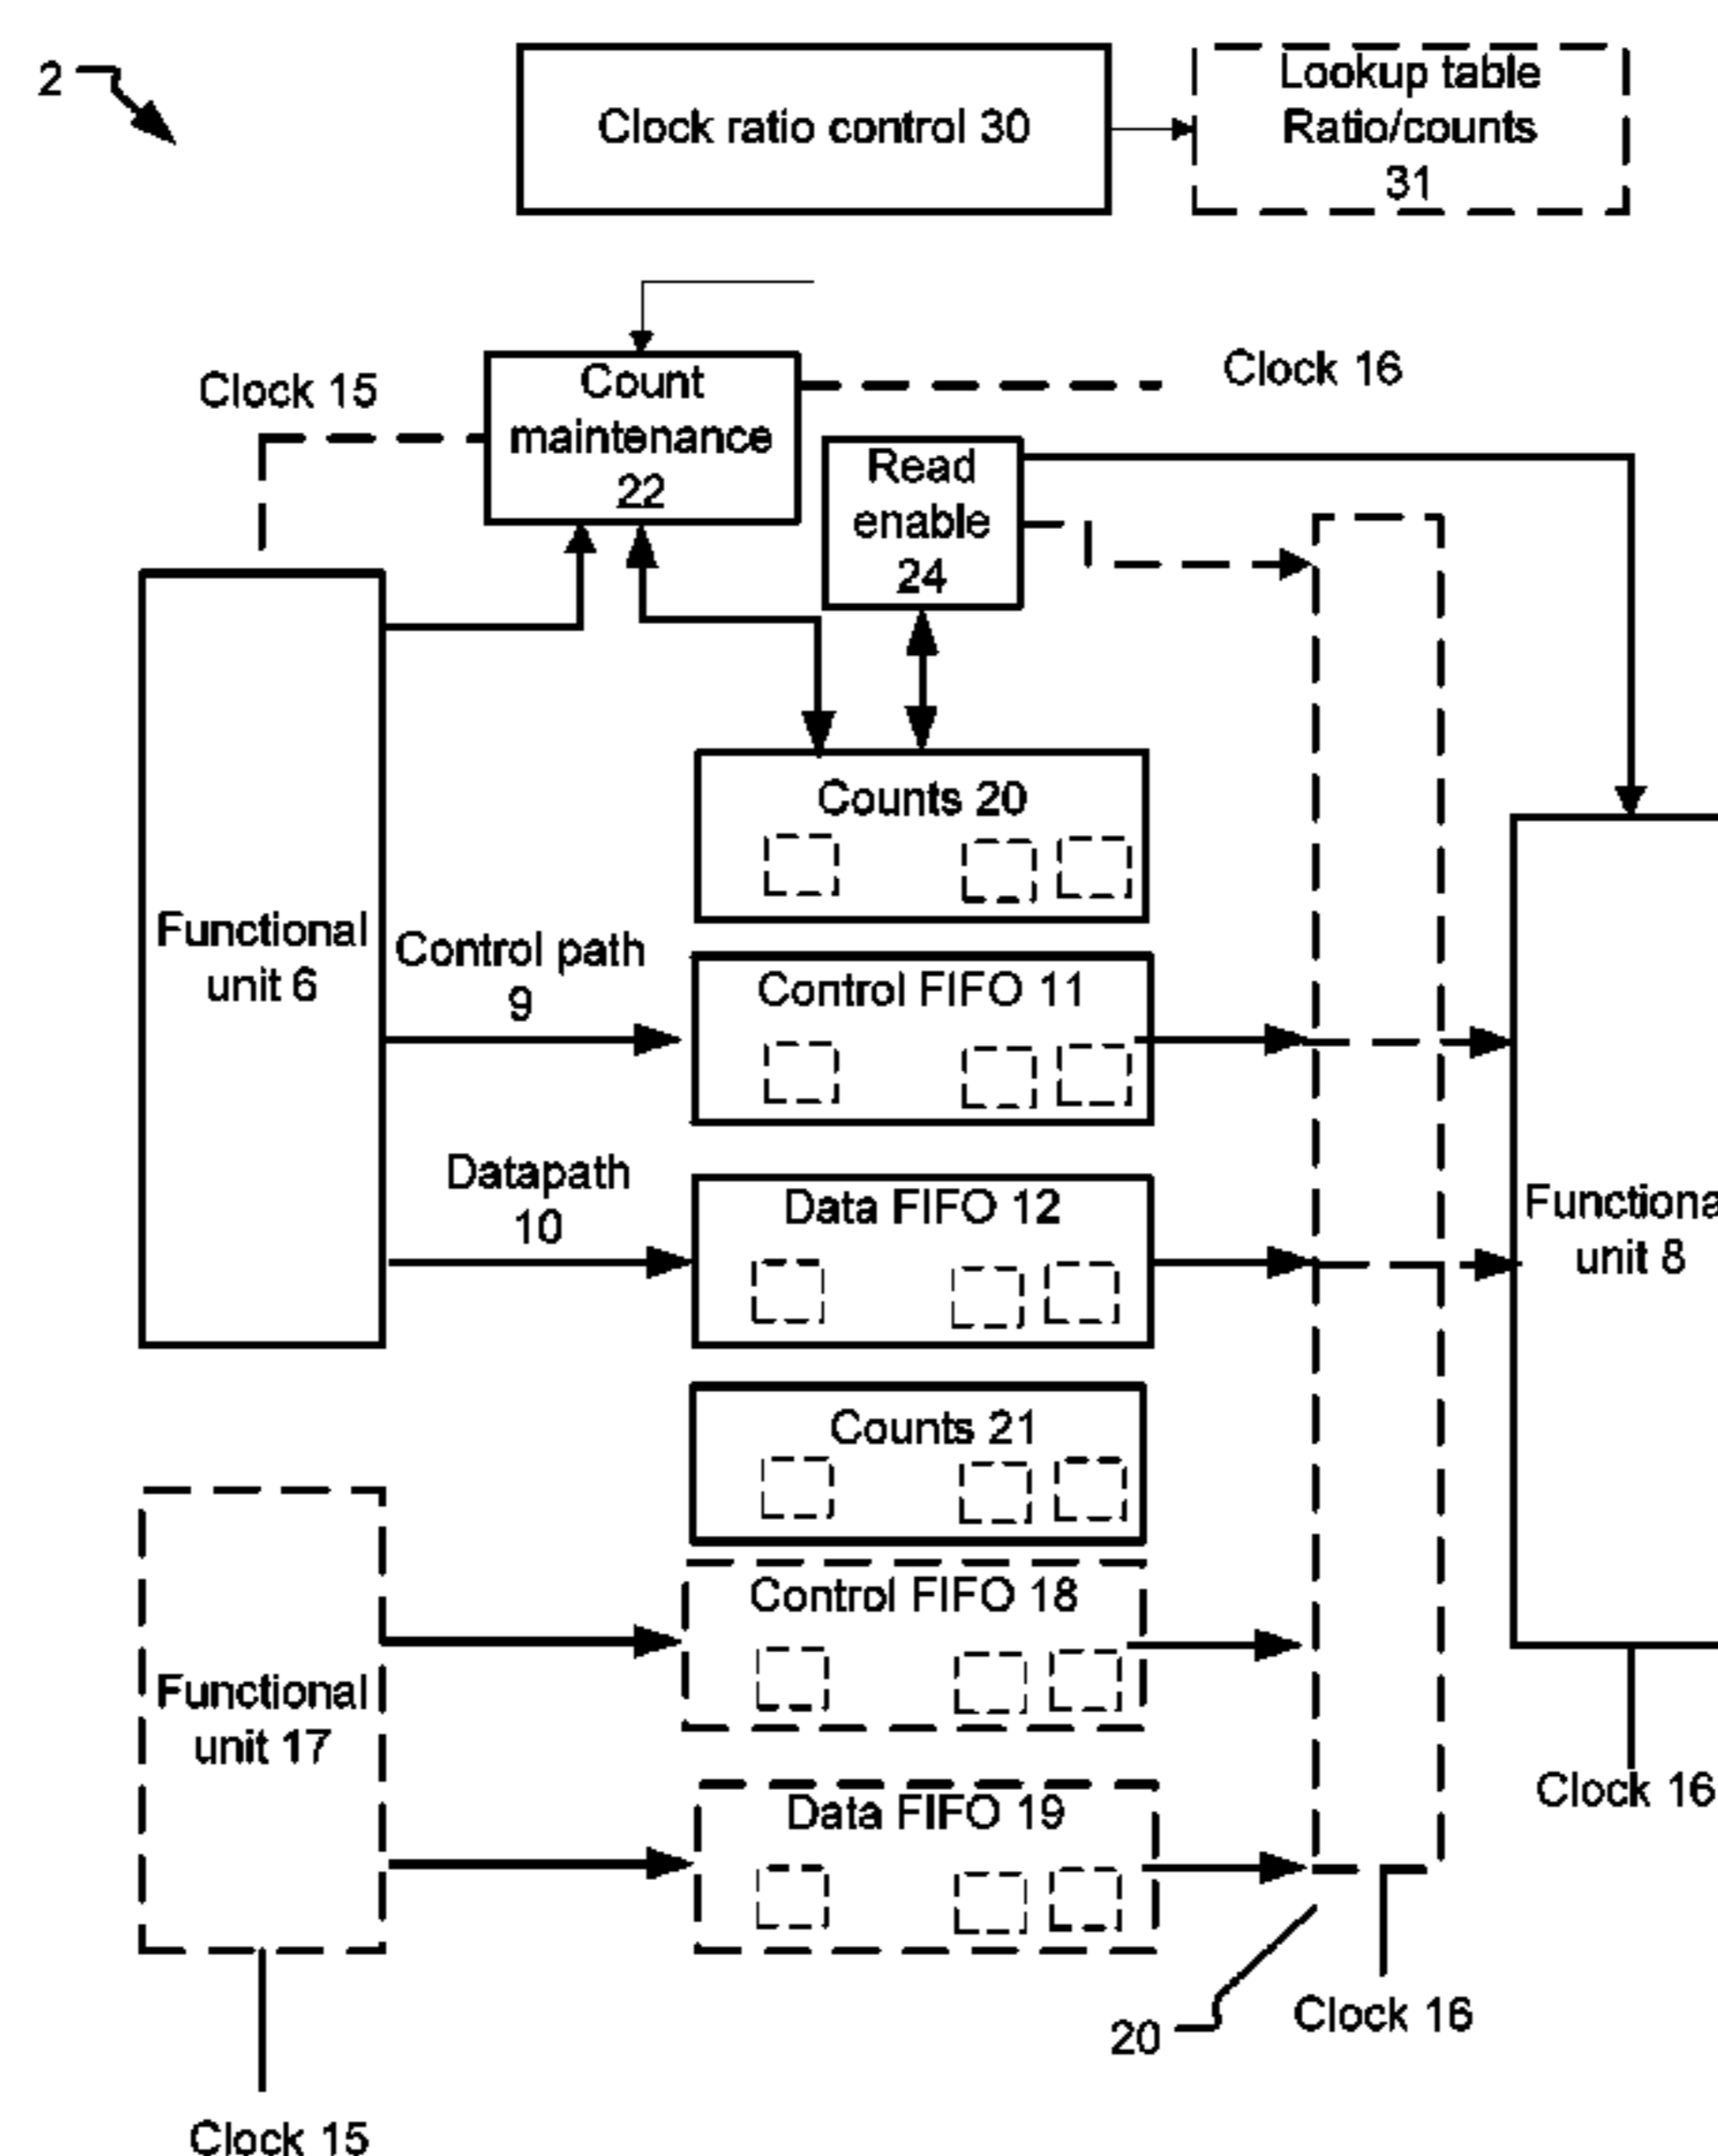 2
Clock ratio control 30
Lookup table
Ratio/counts
31
Clock 15
Count
maintenance
22
Clock 16
Read
enable
24
Counts 20
Functional
unit 6
Control path
9
Control FIFO 11
Datapath
10
Data FIFO 12
Functiona
unit 8
Counts 21
Control FIFO 18
Functional
unit 17
Clock 16
Data FIFO 19
20
Clock 16
Clock 15